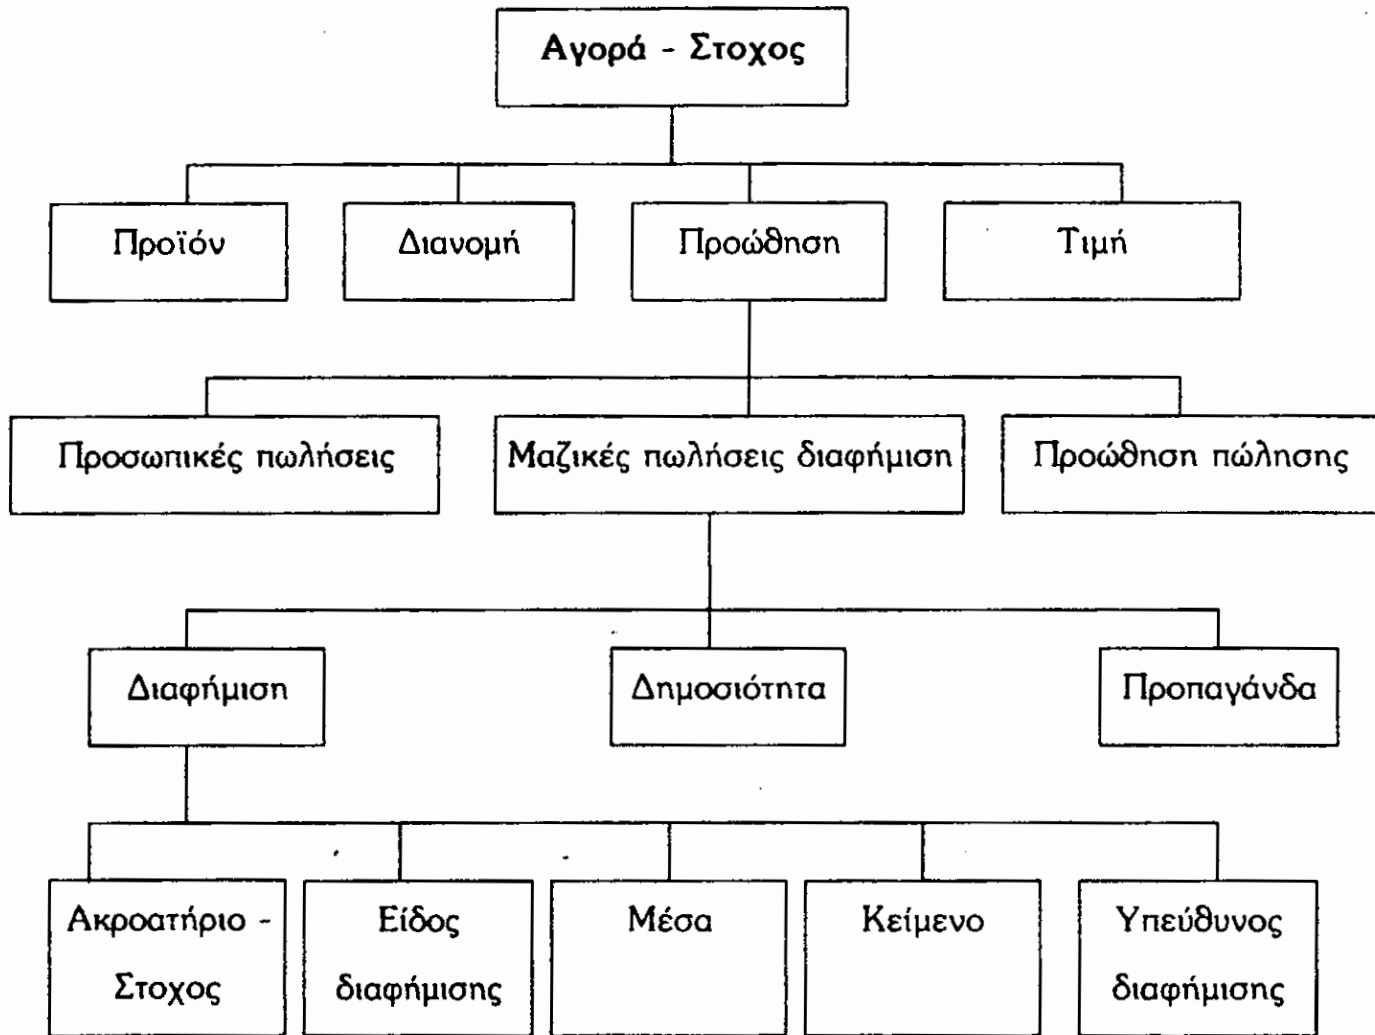 Αγορά - Στοχος
Προϊόν
Διανομή
Προώθηση
Τιμή
Προσωπικές πωλήσεις
Μαζικές πωλήσεις διαφήμιση
Προώθηση πώλησης
Διαφήμιση
Δημοσιότητα
Προπαγάνδα
Ακροατήριο -
Στοχος
Είδος
διαφήμισης
Μέσα
Κείμενο
Υπεύθυνος
διαφήμισης